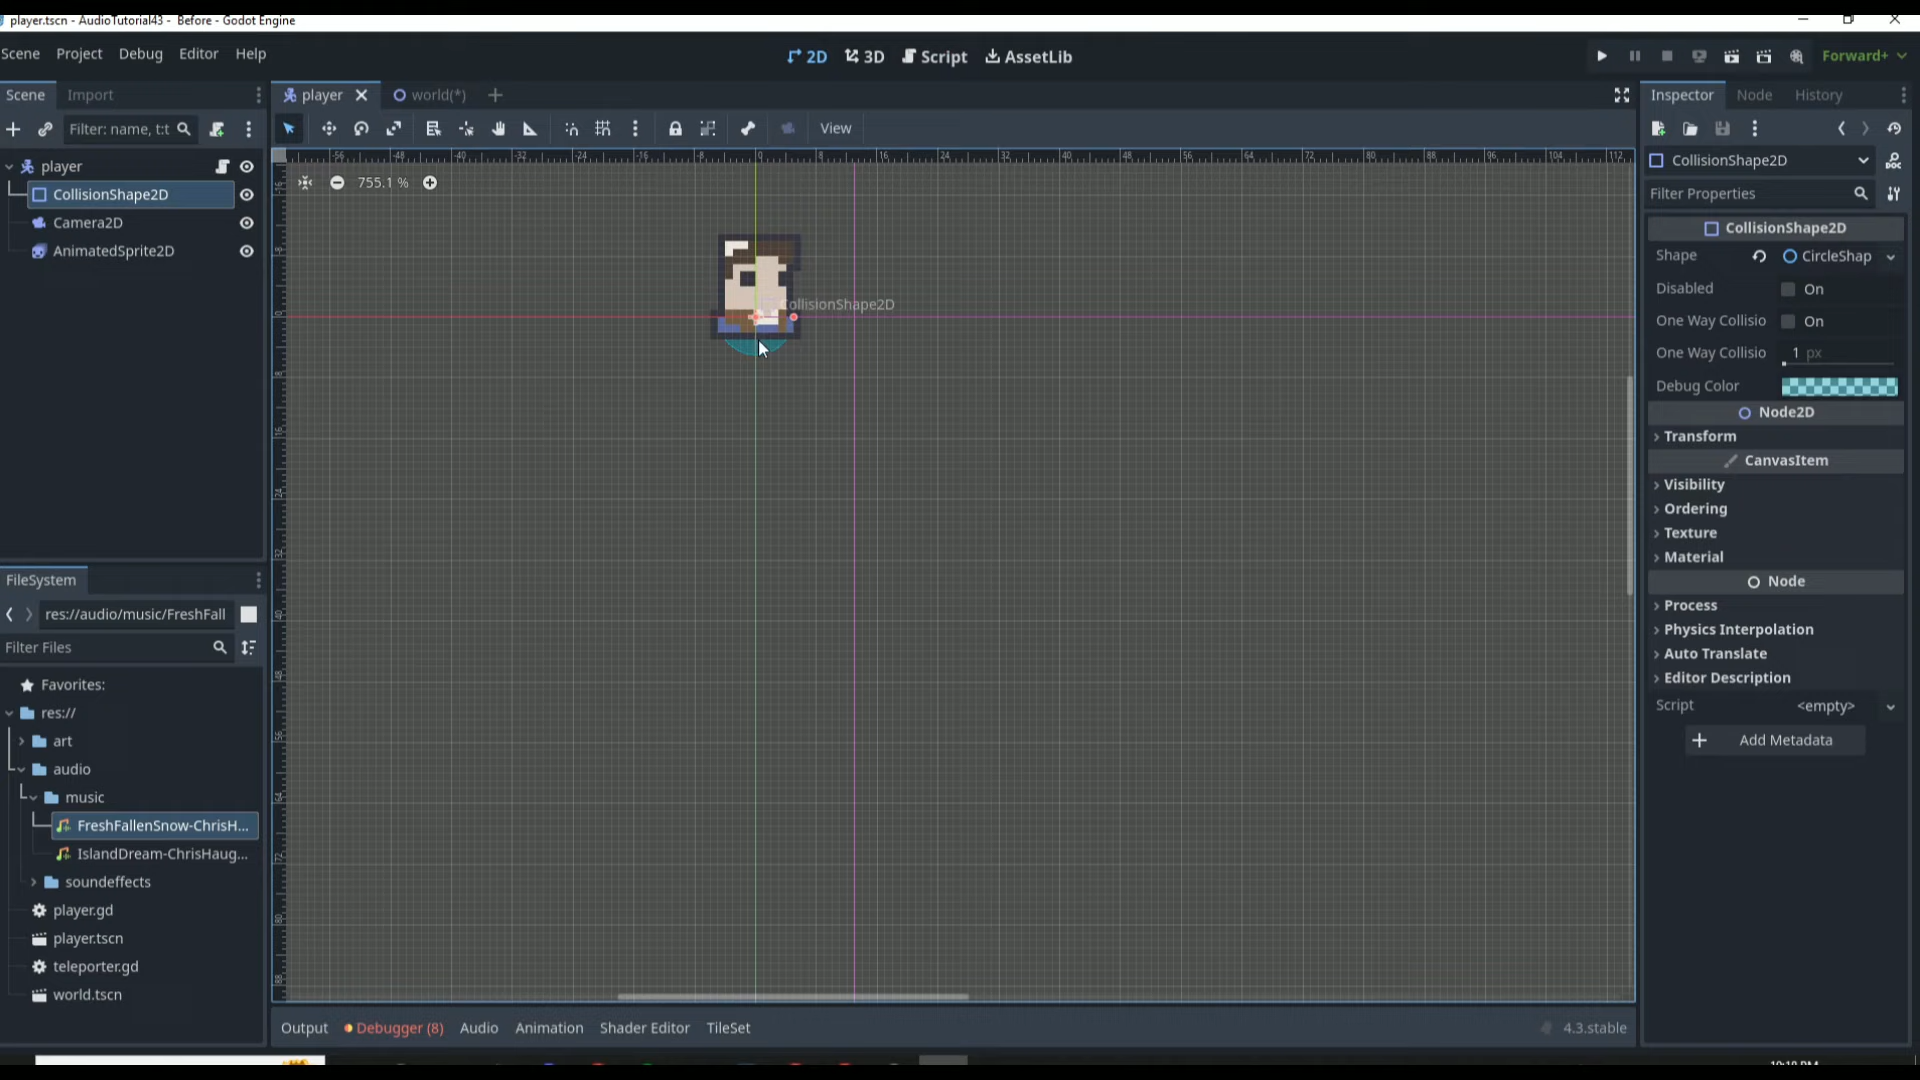 player.tscn - AudioTutorial43 - Before - Godot Engine
Scene Project Debug Editor Help
2D 3D Script AssetLib
Forward+
Scene Import
player world(*)
Inspector Node History
Filter: name, t:t
View
player
CollisionShape2D
Camera2D
AnimatedSprite2D
755.1 %
CollisionShape2D
CollisionShape2D
Filter Properties
CollisionShape2D
Shape CircleShap
Disabled On
One Way Collisio On
One Way Collisio 1 px
Debug Color
Node2D
Transform
CanvasItem
Visibility
Ordering
Texture
Material
Node
Process
Physics Interpolation
Auto Translate
Editor Description
Script <empty>
Add Metadata
FileSystem
res://audio/music/FreshFall
Filter Files
Favorites:
res://
art
audio
music
FreshFallenSnow-ChrisH...
IslandDream-ChrisHaug...
soundeffects
player.gd
player.tscn
teleporter.gd
world.tscn
Output Debugger (8) Audio Animation Shader Editor TileSet
4.3.stable